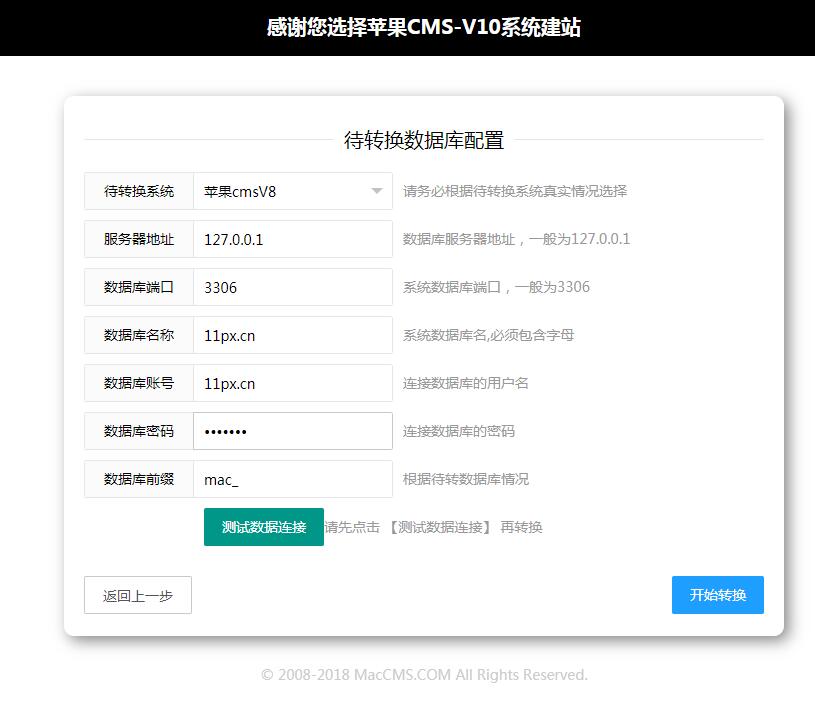 感谢您选择苹果CMS-V10系统建站
待转换数据库配置
待转换系统 苹果cmsV8 请务必根据待转换系统真实情况选择
服务器地址 127.0.0.1 数据库服务器地址，一般为127.0.0.1
数据库端口 3306 系统数据库端口，一般为3306
数据库名称 11px.cn 系统数据库名,必须包含字母
数据库账号 11px.cn 连接数据库的用户名
数据库密码 ••••••• 连接数据库的密码
数据库前缀 mac_ 根据待转数据库情况
测试数据连接 请先点击 【测试数据连接】 再转换
返回上一步 开始转换
© 2008-2018 MacCMS.COM All Rights Reserved.